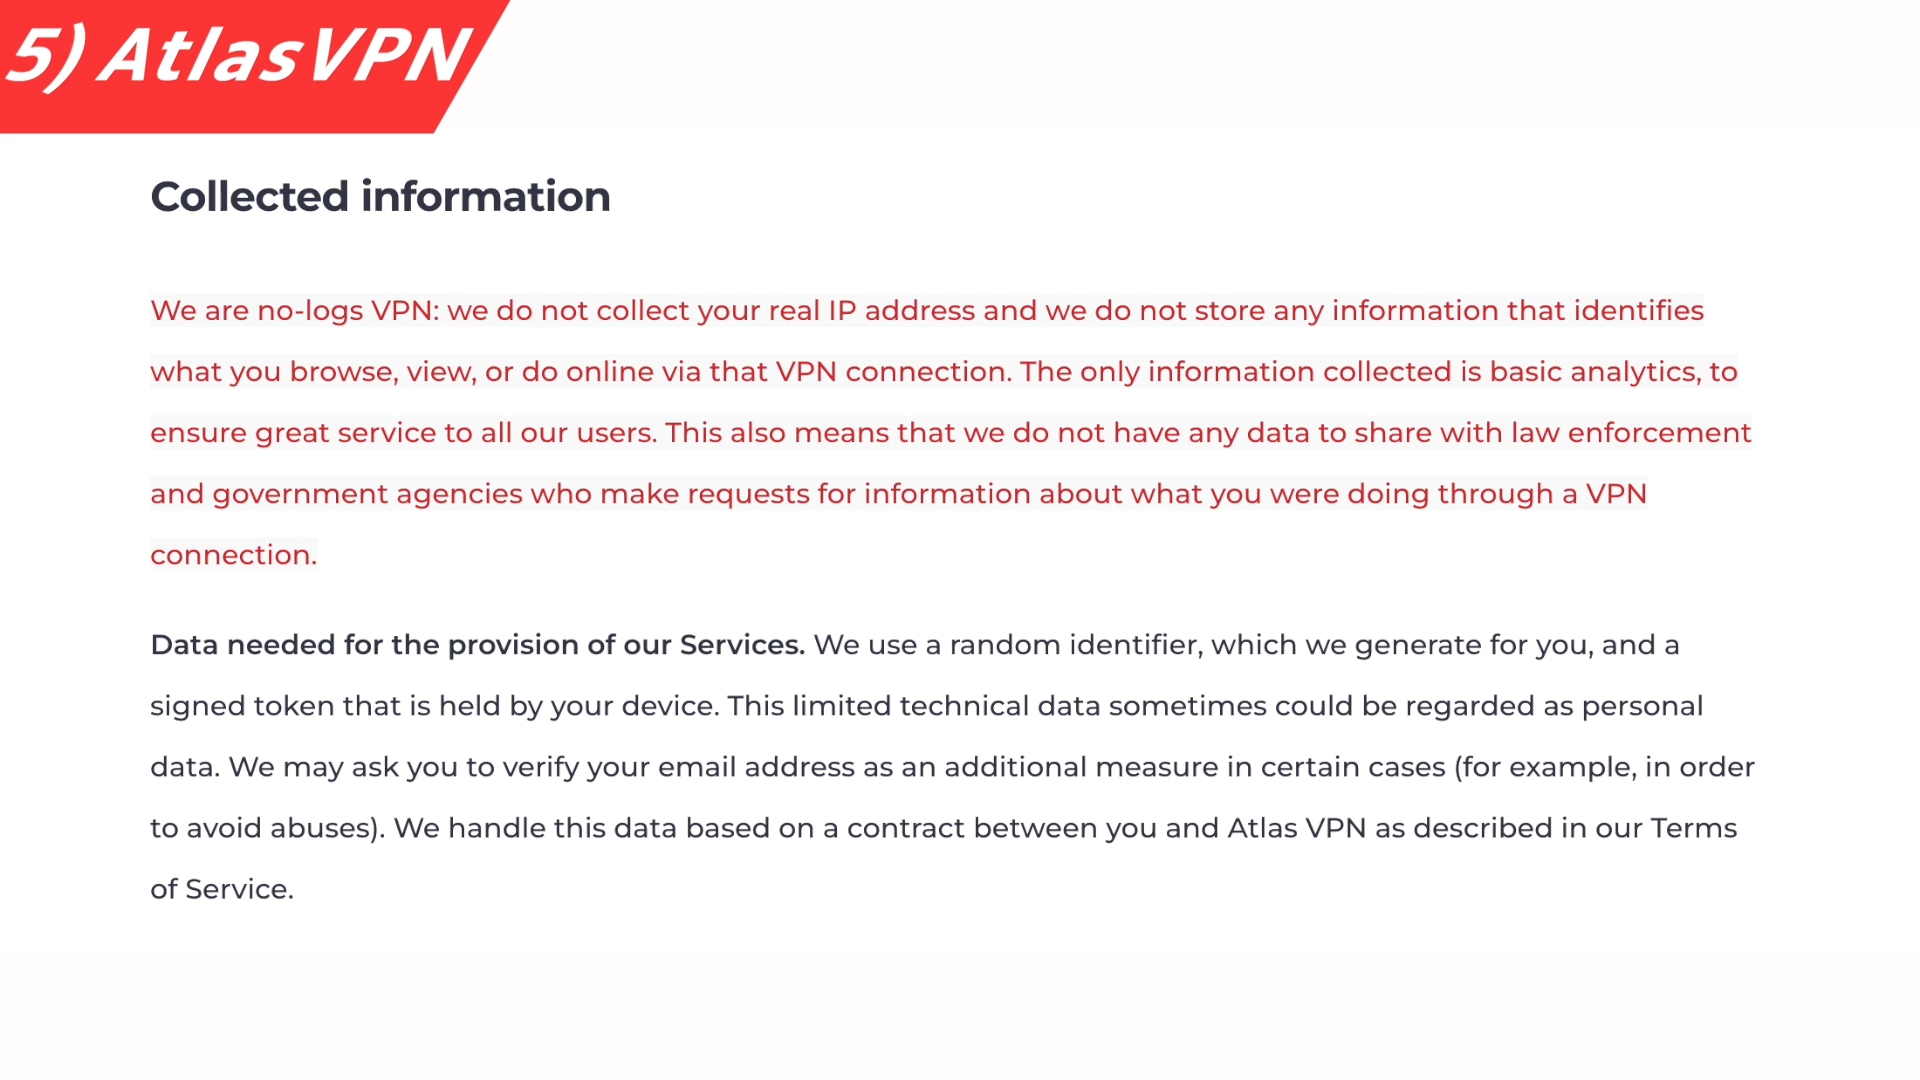 5) AtlasVPN
Collected information
We are no-logs VPN: we do not collect your real IP address and we do not store any information that identifies
what you browse, view, or do online via that VPN connection. The only information collected is basic analytics, to
ensure great service to all our users. This also means that we do not have any data to share with law enforcement
and government agencies who make requests for information about what you were doing through a VPN
connection.
Data needed for the provision of our Services. We use a random identifier, which we generate for you, and a
signed token that is held by your device. This limited technical data sometimes could be regarded as personal
data. We may ask you to verify your email address as an additional measure in certain cases (for example, in order
to avoid abuses). We handle this data based on a contract between you and Atlas VPN as described in our Terms
of Service.